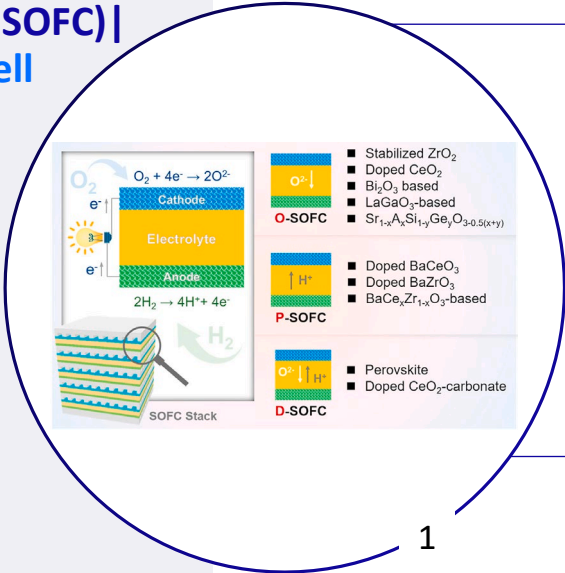 SOFC)|
ell
O₂
O₂ + 4e⁻ → 2O²⁻
e⁻
Cathode
Electrolyte
Anode
e⁻
2H₂ → 4H⁺+ 4e⁻
H₂
SOFC Stack
O²⁻
O-SOFC
■ Stabilized ZrO₂
■ Doped CeO₂
■ Bi₂O₃ based
■ LaGaO₃-based
■ Sr₁₋ₓAₓSi₁₋yGeyO₃₋₀.₅₍ₓ₊y₎
H⁺
P-SOFC
■ Doped BaCeO₃
■ Doped BaZrO₃
■ BaCeₓZr₁₋ₓO₃-based
O²⁻
H⁺
D-SOFC
■ Perovskite
■ Doped CeO₂-carbonate
1